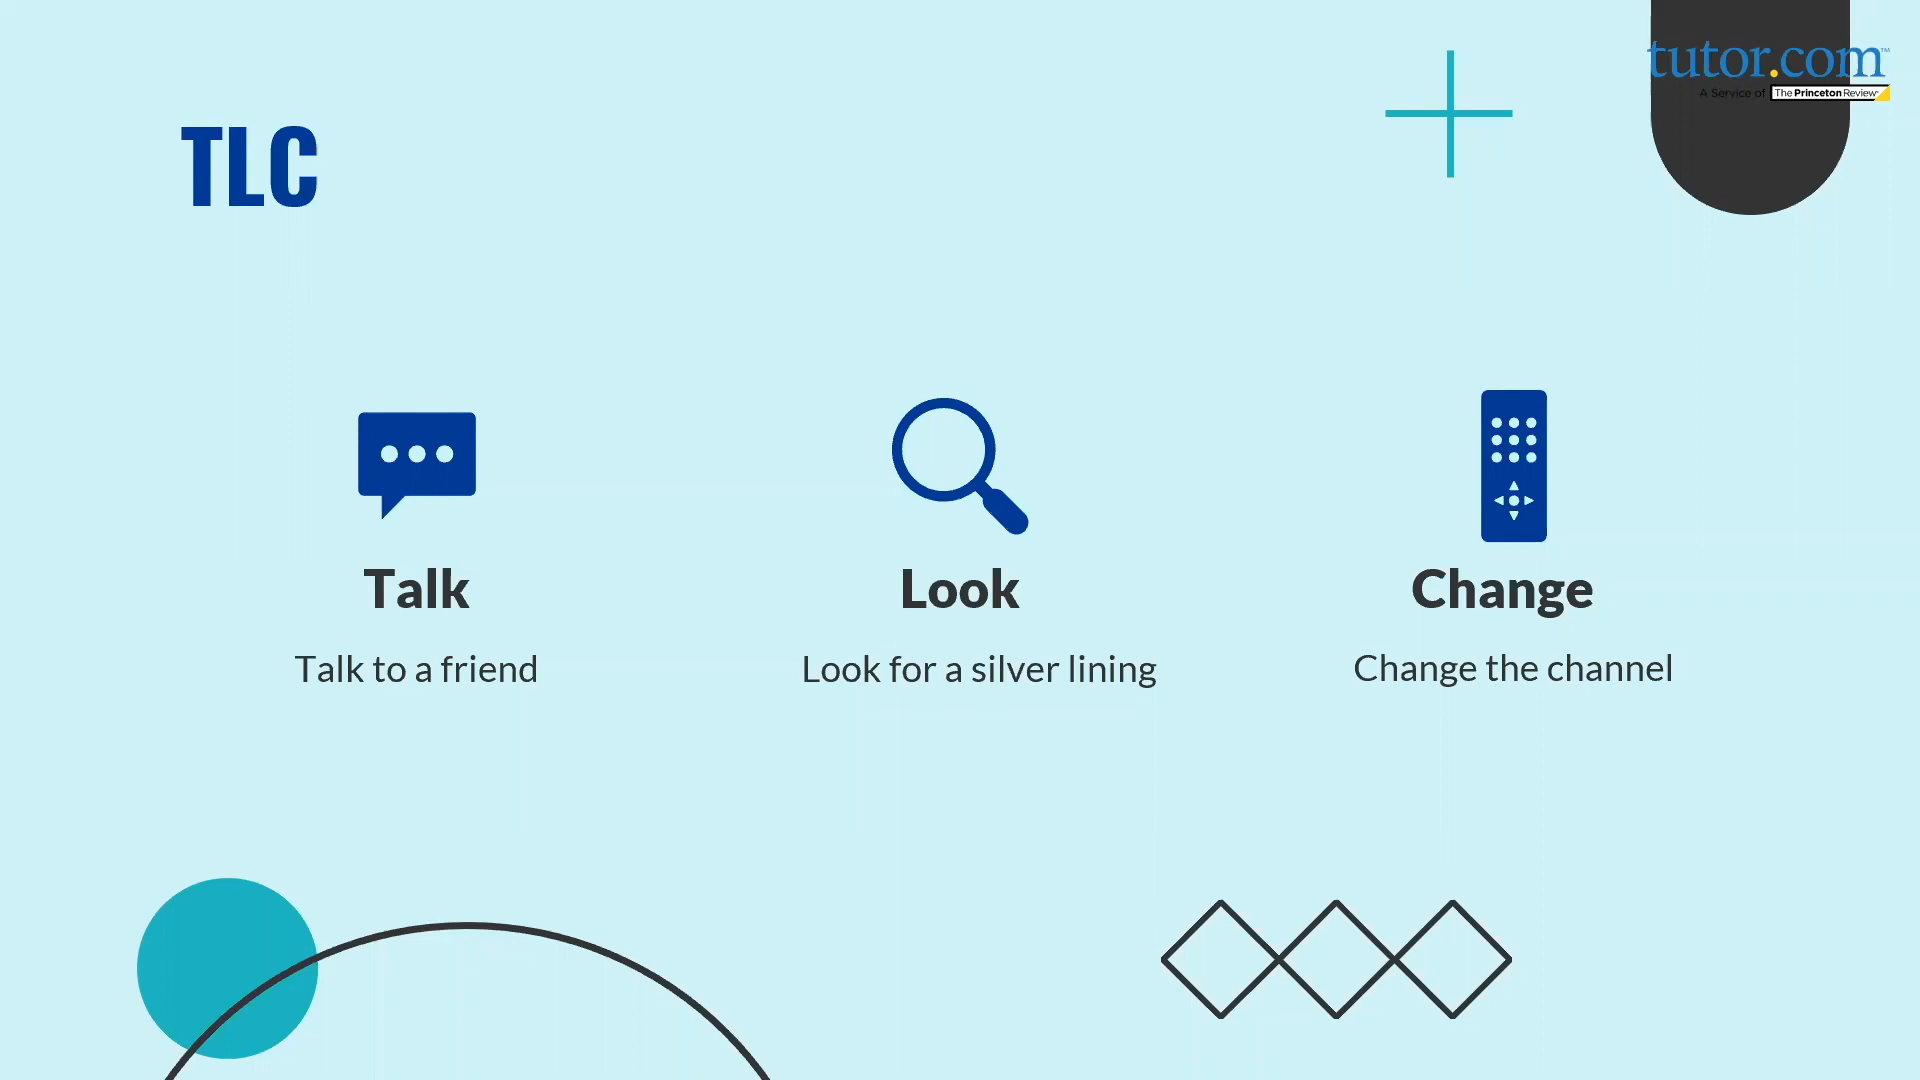 tutor.com™
A Service of The Princeton Review®
TLC
Talk
Look
Change
Talk to a friend
Look for a silver lining
Change the channel